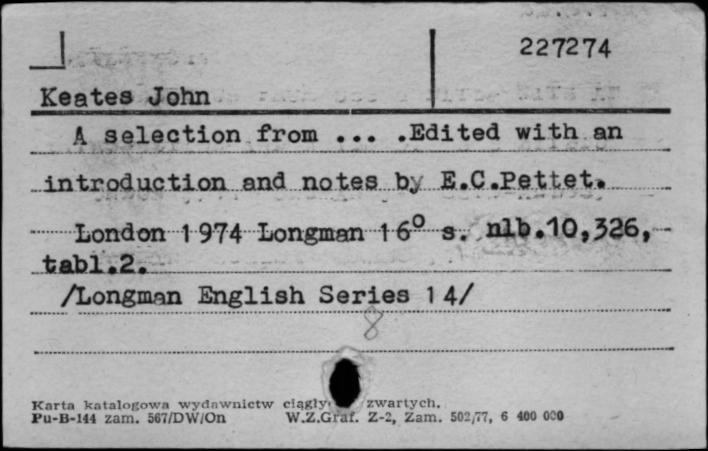 227274
Keates John
A selection from ... .Edited with an
introduction and notes by E.C.Pettet.
London 1974 Longman 16⁰ s. nlb.10,326,
tabl.2.
/Longman English Series 14/
8
Karta katalogowa wydawnictw ciągły zwartych.
Pu-B-144 zam. 567/DW/On W.Z.Graf. Z-2, Zam. 502/77, 6 400 000